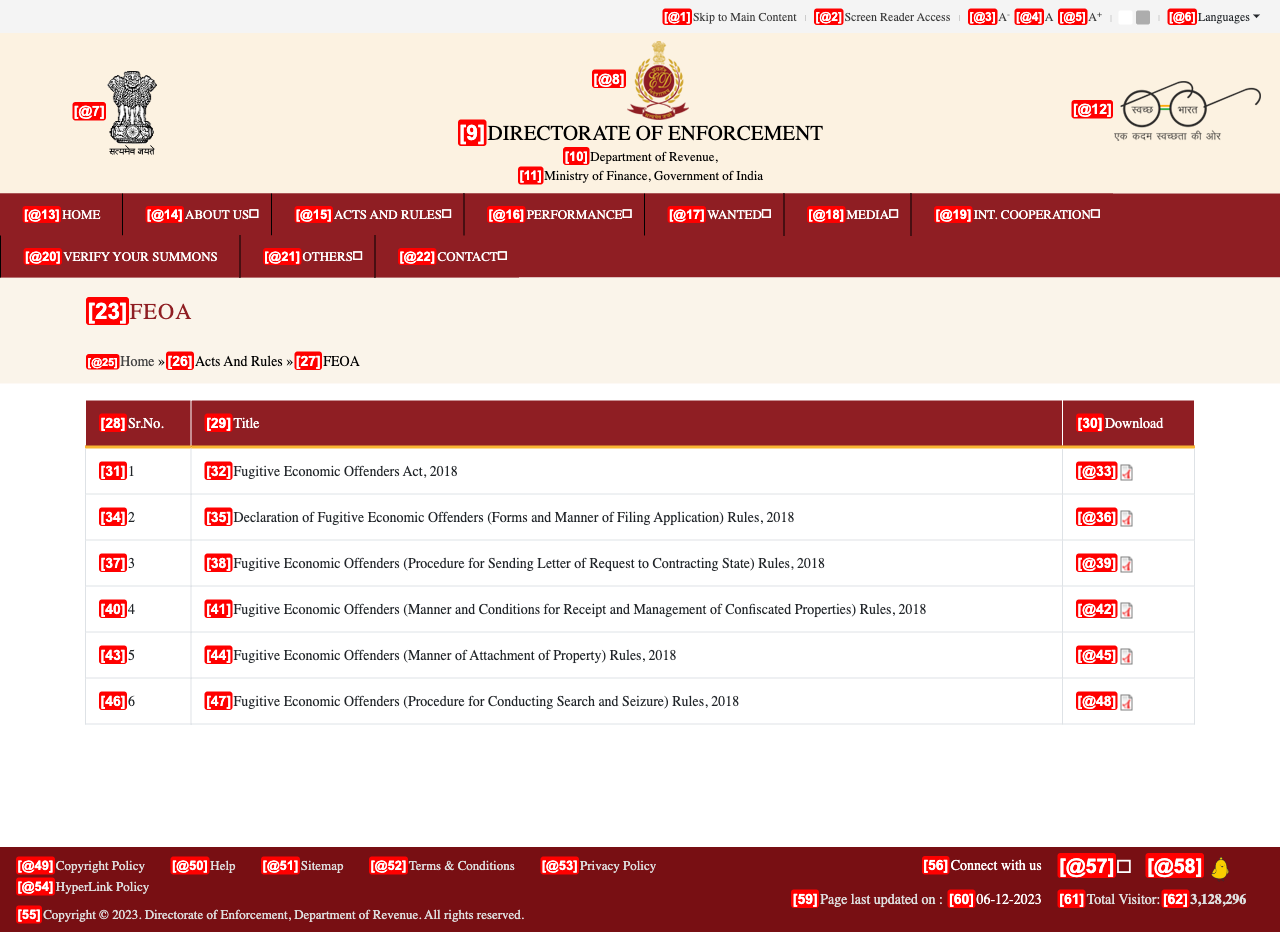 [@1] Skip to Main Content [@2] Screen Reader Access [@3] A- [@4] A [@5] A+ [@6] Languages
[@7] सत्यमेव जयते
[@8]
[9] DIRECTORATE OF ENFORCEMENT
[10] Department of Revenue,
[11] Ministry of Finance, Government of India
[@12] स्वच्छ भारत
एक कदम स्वच्छता की ओर
[@13] HOME [@14] ABOUT US [@15] ACTS AND RULES [@16] PERFORMANCE [@17] WANTED [@18] MEDIA [@19] INT. COOPERATION
[@20] VERIFY YOUR SUMMONS [@21] OTHERS [@22] CONTACT
[23] FEOA
[@25] Home » [26] Acts And Rules » [27] FEOA
[28] Sr.No. [29] Title [30] Download
[31] 1 [32] Fugitive Economic Offenders Act, 2018 [@33]
[34] 2 [35] Declaration of Fugitive Economic Offenders (Forms and Manner of Filing Application) Rules, 2018 [@36]
[37] 3 [38] Fugitive Economic Offenders (Procedure for Sending Letter of Request to Contracting State) Rules, 2018 [@39]
[40] 4 [41] Fugitive Economic Offenders (Manner and Conditions for Receipt and Management of Confiscated Properties) Rules, 2018 [@42]
[43] 5 [44] Fugitive Economic Offenders (Manner of Attachment of Property) Rules, 2018 [@45]
[46] 6 [47] Fugitive Economic Offenders (Procedure for Conducting Search and Seizure) Rules, 2018 [@48]
[@49] Copyright Policy [@50] Help [@51] Sitemap [@52] Terms & Conditions [@53] Privacy Policy
[@54] HyperLink Policy
[55] Copyright © 2023. Directorate of Enforcement, Department of Revenue. All rights reserved.
[56] Connect with us [@57] [@58]
[59] Page last updated on : [60] 06-12-2023 [61] Total Visitor: [62] 3,128,296